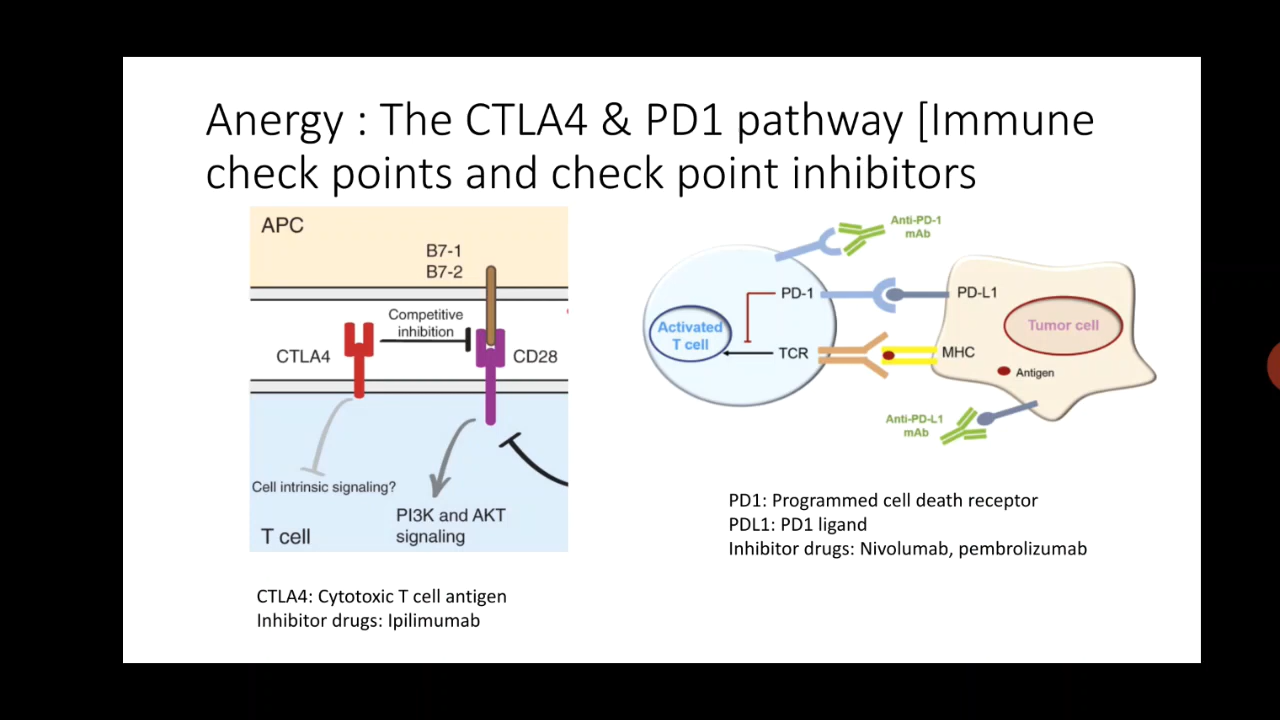 Anergy : The CTLA4 & PD1 pathway [Immune
check points and check point inhibitors
APC
B7-1
B7-2
Competitive
inhibition
CTLA4
CD28
Cell intrinsic signaling?
PI3K and AKT
signaling
T cell
CTLA4: Cytotoxic T cell antigen
Inhibitor drugs: Ipilimumab
Anti-PD-1
mAb
PD-1
PD-L1
Activated
T cell
Tumor cell
TCR
MHC
Antigen
Anti-PD-L1
mAb
PD1: Programmed cell death receptor
PDL1: PD1 ligand
Inhibitor drugs: Nivolumab, pembrolizumab